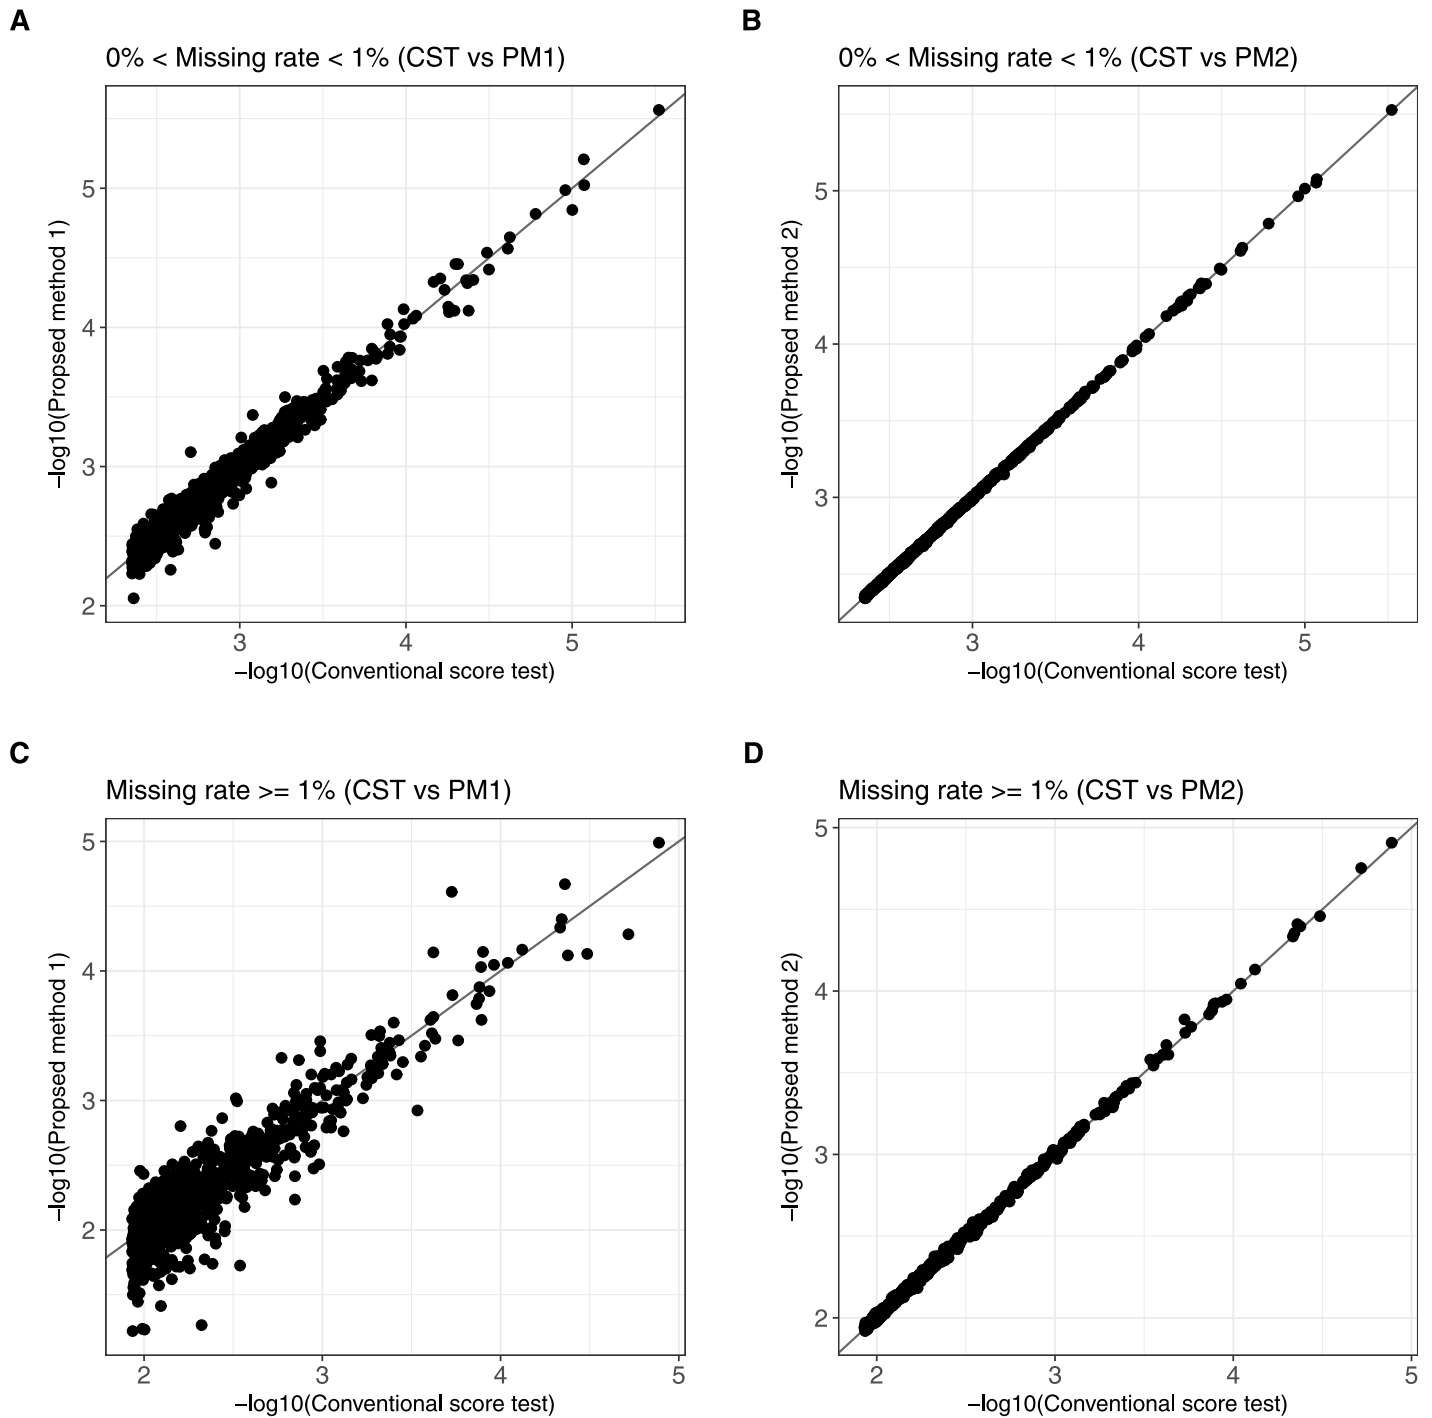 A
0% < Missing rate < 1% (CST vs PM1)
5
4
3
2
−log10(Propsed method 1)
3 4 5
−log10(Conventional score test)
B
0% < Missing rate < 1% (CST vs PM2)
5
4
3
−log10(Propsed method 2)
3 4 5
−log10(Conventional score test)
C
Missing rate >= 1% (CST vs PM1)
5
4
3
2
−log10(Propsed method 1)
2 3 4 5
−log10(Conventional score test)
D
Missing rate >= 1% (CST vs PM2)
5
4
3
2
−log10(Propsed method 2)
2 3 4 5
−log10(Conventional score test)